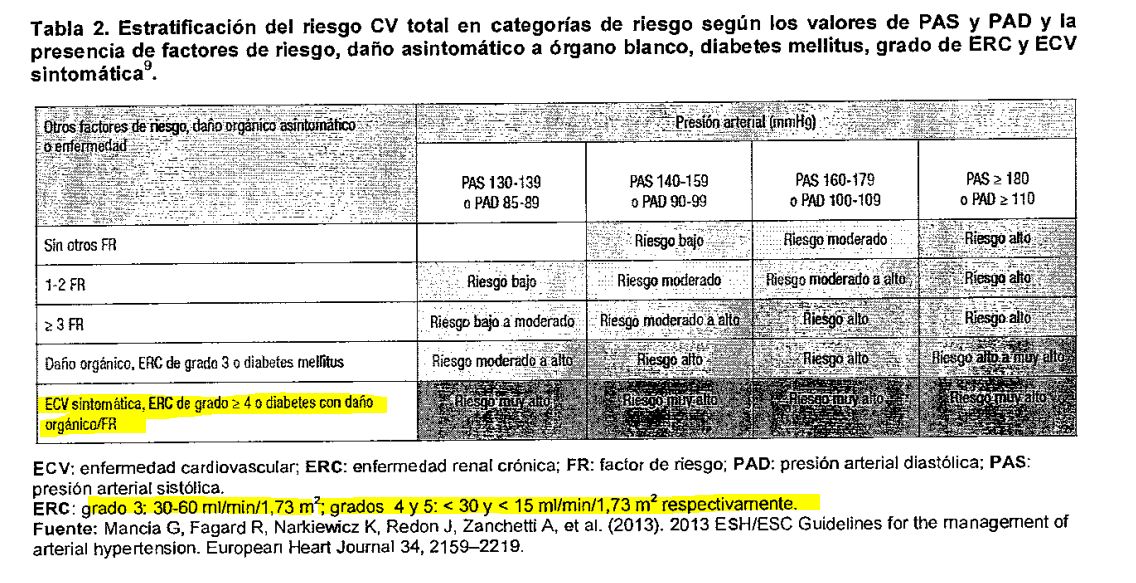 Tabla 2. Estratificación del riesgo CV total en categorías de riesgo según los valores de PAS y PAD y la
presencia de factores de riesgo, daño asintomático a órgano blanco, diabetes mellitus, grado de ERC y ECV
sintomática9.
Otros factores de riesgo, daño orgánico asintomático
o enfermedad
Presión arterial (mmHg)
PAS 130-139
o PAD 85-89
PAS 140-159
o PAD 90-99
PAS 160-179
o PAD 100-109
PAS ≥ 180
o PAD ≥ 110
Sin otros FR
Riesgo bajo
Riesgo moderado
Riesgo alto
1-2 FR
Riesgo bajo
Riesgo moderado
Riesgo moderado a alto
Riesgo alto
≥ 3 FR
Riesgo bajo a moderado
Riesgo moderado a alto
Riesgo alto
Riesgo alto
Daño orgánico, ERC de grado 3 o diabetes mellitus
Riesgo moderado a alto
Riesgo alto
Riesgo alto
Riesgo alto a muy alto
ECV sintomática, ERC de grado ≥ 4 o diabetes con daño
orgánico/FR
Riesgo muy alto
Riesgo muy alto
Riesgo muy alto
Riesgo muy alto
ECV: enfermedad cardiovascular; ERC: enfermedad renal crónica; FR: factor de riesgo; PAD: presión arterial diastólica; PAS:
presión arterial sistólica.
ERC: grado 3: 30-60 ml/min/1,73 m2; grados 4 y 5: < 30 y < 15 ml/min/1,73 m2 respectivamente.
Fuente: Mancia G, Fagard R, Narkiewicz K, Redon J, Zanchetti A, et al. (2013). 2013 ESH/ESC Guidelines for the management of
arterial hypertension. European Heart Journal 34, 2159–2219.